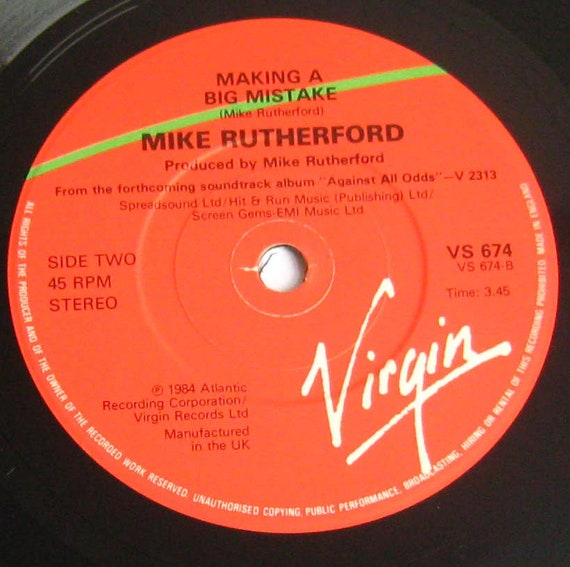 MAKING A
BIG MISTAKE
(Mike Rutherford)
MIKE RUTHERFORD
Produced by Mike Rutherford
From the forthcoming soundtrack album "Against All Odds"—V 2313
Spreadsound Ltd/Hit & Run Music (Publishing) Ltd/
Screen Gems-EMI Music Ltd
SIDE TWO
45 RPM
STEREO
VS 674
VS 674-B
Time: 3.45
℗ 1984 Atlantic
Recording Corporation/
Virgin Records Ltd
Manufactured
in the UK
Virgin
ALL RIGHTS OF THE PRODUCER AND OF THE OWNER OF THE RECORDED WORK RESERVED. UNAUTHORISED COPYING, PUBLIC PERFORMANCE, BROADCASTING, HIRING OR RENTAL OF THIS RECORDING PROHIBITED. MADE IN ENGLAND